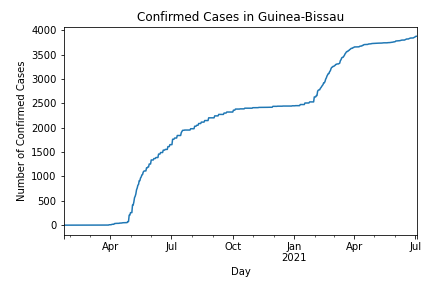 Confirmed Cases in Guinea-Bissau
Number of Confirmed Cases
4000
3500
3000
2500
2000
1500
1000
500
0
Apr Jul Oct Jan Apr Jul
2021
Day